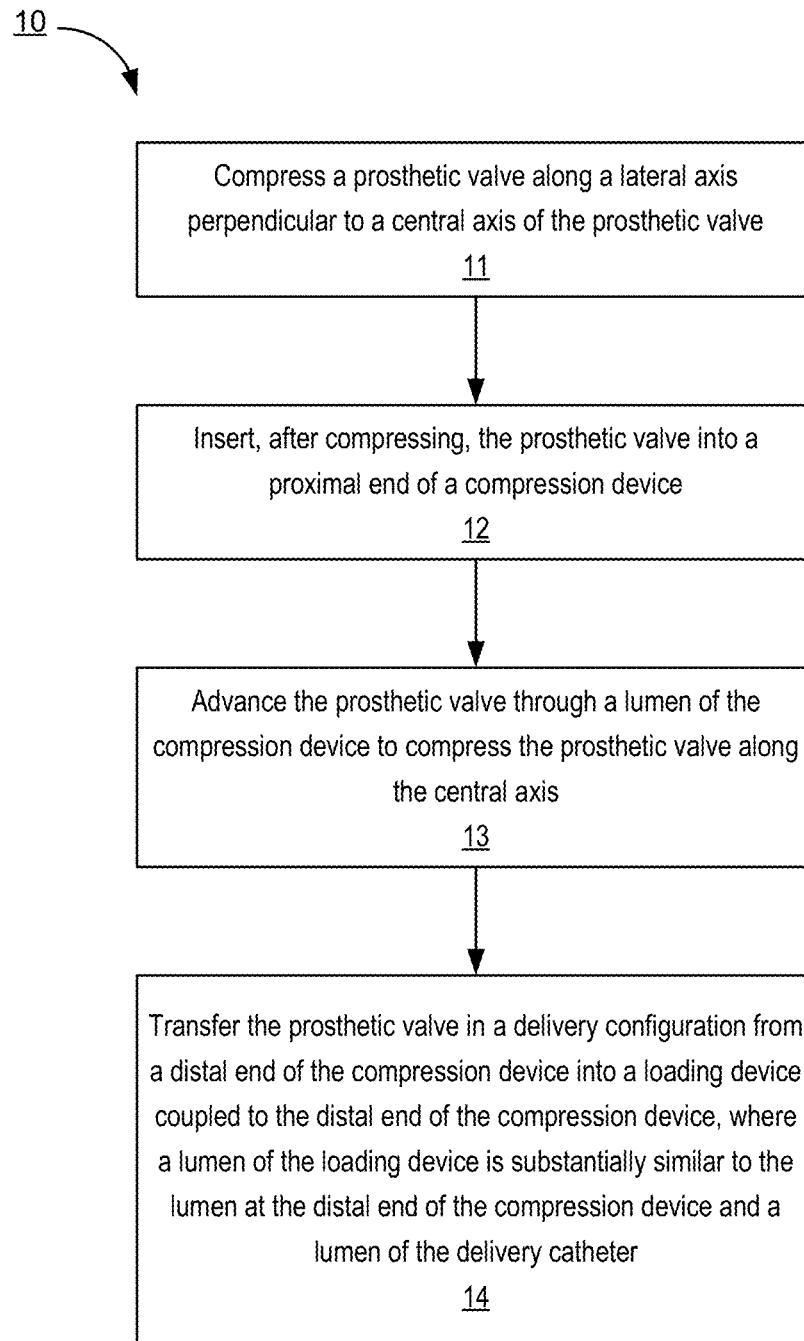 10
Compress a prosthetic valve along a lateral axis
perpendicular to a central axis of the prosthetic valve
11
Insert, after compressing, the prosthetic valve into a
proximal end of a compression device
12
Advance the prosthetic valve through a lumen of the
compression device to compress the prosthetic valve along
the central axis
13
Transfer the prosthetic valve in a delivery configuration from
a distal end of the compression device into a loading device
coupled to the distal end of the compression device, where
a lumen of the loading device is substantially similar to the
lumen at the distal end of the compression device and a
lumen of the delivery catheter
14